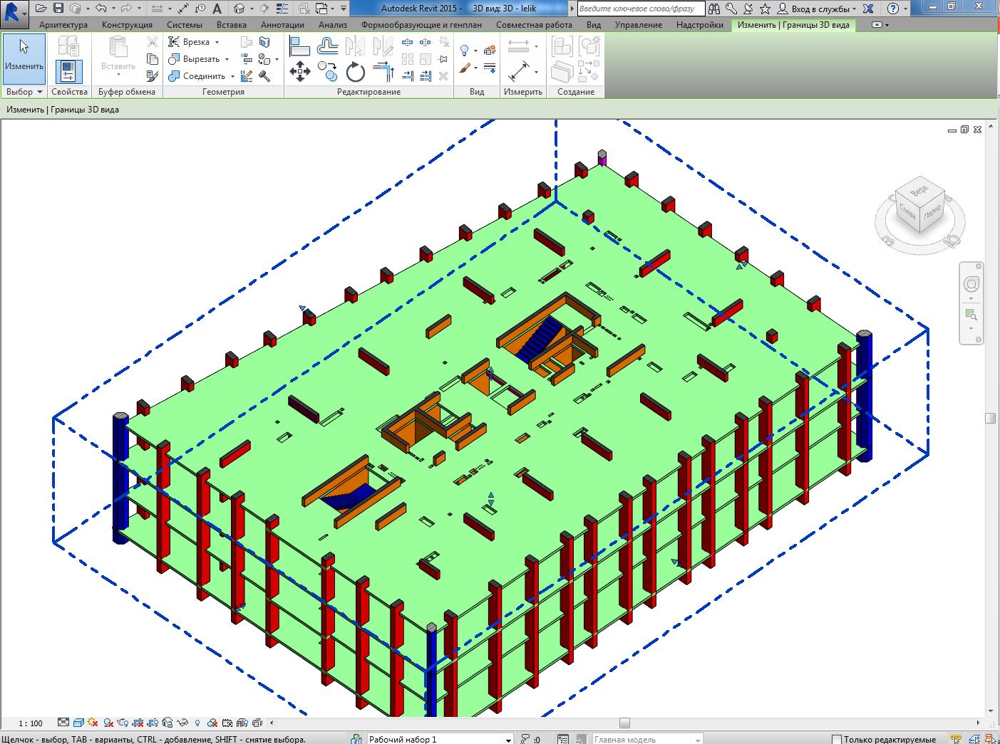 Autodesk Revit 2015 - 3D вид: 3D - lelik
Введите ключевое слово/фразу
Вход в службы
Архитектура Конструкция Системы Вставка Аннотации Анализ Формообразующие и генплан Совместная работа Вид Управление Надстройки Изменить | Границы 3D вида
Врезка
Изменить
Вставить
Вырезать
Соединить
Выбор Свойства Буфер обмена Геометрия Редактирование Вид Измерить Создание
Изменить | Границы 3D вида
Верх
Слева
Перед
1 : 100
Щелчок - выбор, TAB - варианты, CTRL - добавление, SHIFT - снятие выбора.
Рабочий набор 1
:0
Главная модель
Только редактируемые